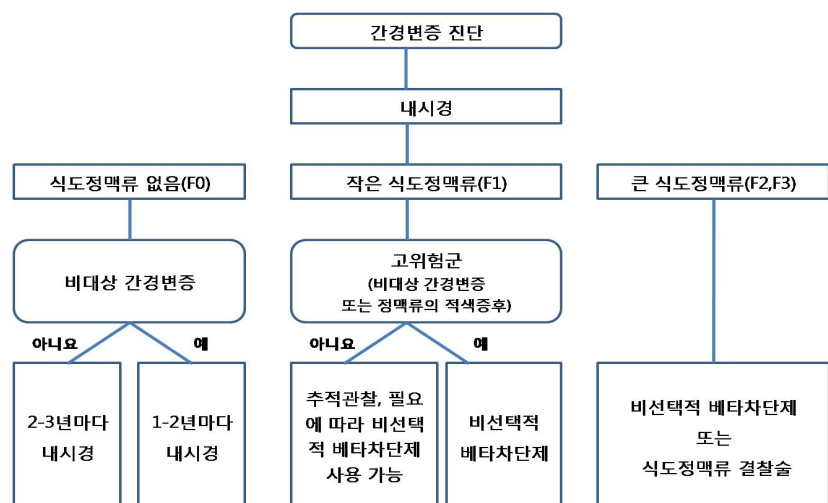 간경변증 진단
내시경
식도정맥류 없음(F0)
작은 식도정맥류(F1)
큰 식도정맥류(F2,F3)
비대상 간경변증
고위험군
(비대상 간경변증
또는 정맥류의 적색증후)
아니요
예
아니요
예
2-3년마다
내시경
1-2년마다
내시경
추적관찰, 필요
에 따라 비선택
적 베타차단제
사용 가능
비선택적
베타차단제
비선택적 베타차단제
또는
식도정맥류 결찰술